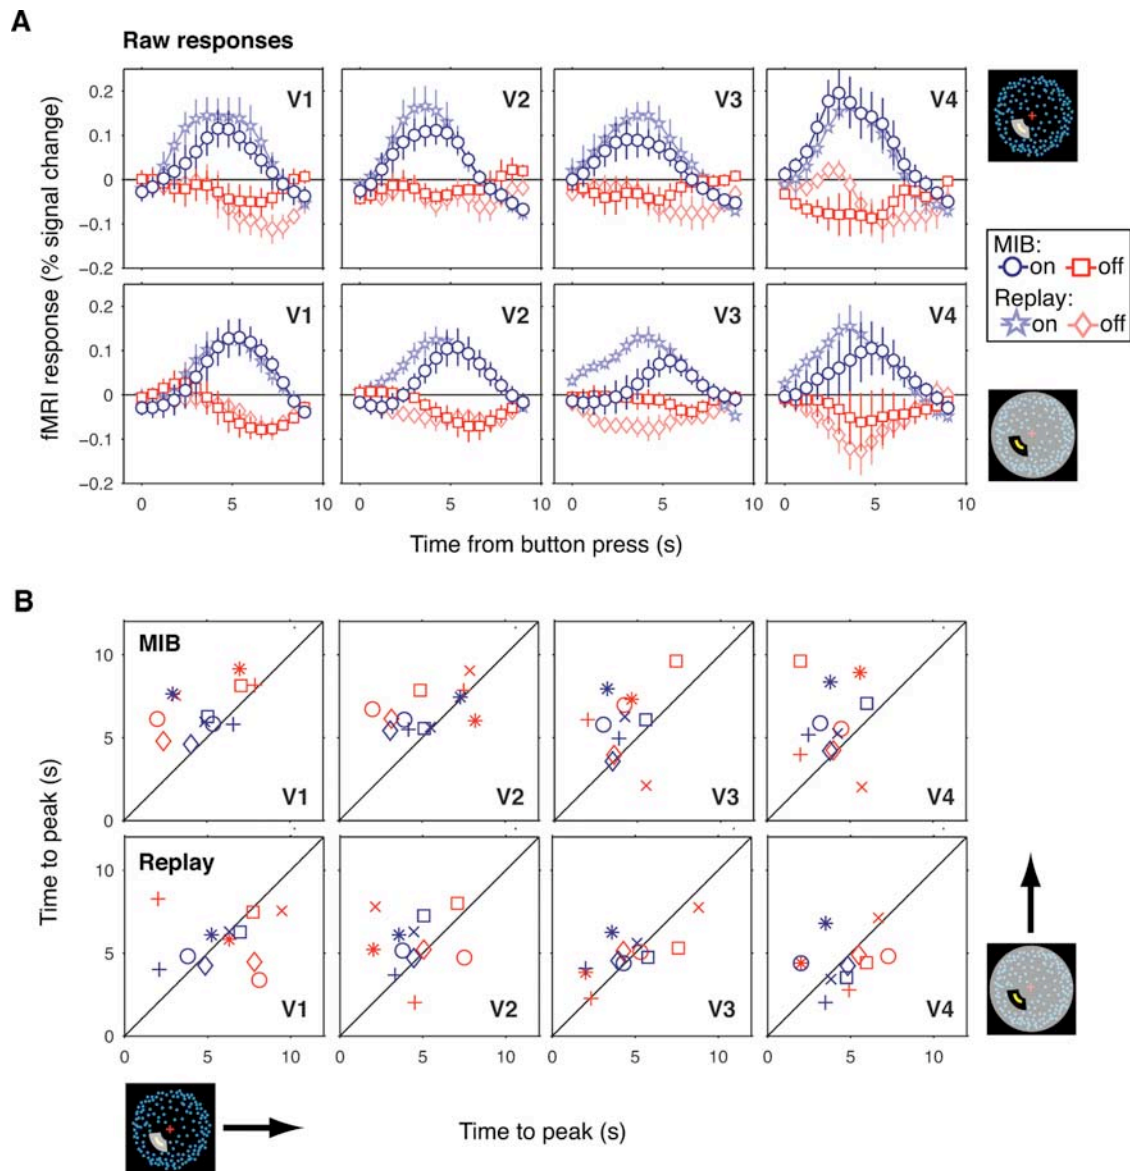 A
Raw responses
V1 V2 V3 V4
0.2
0.1
0
−0.1
−0.2
MIB:
on off
Replay:
on off
V1 V2 V3 V4
0.2
0.1
0
−0.1
−0.2
0 5 10 0 5 10 0 5 10 0 5 10
fMRI response (% signal change)
Time from button press (s)
B
MIB
10
5
0
V1 V2 V3 V4
Replay
10
5
0
V1 V2 V3 V4
0 5 10 0 5 10 0 5 10 0 5 10
Time to peak (s)
Time to peak (s)